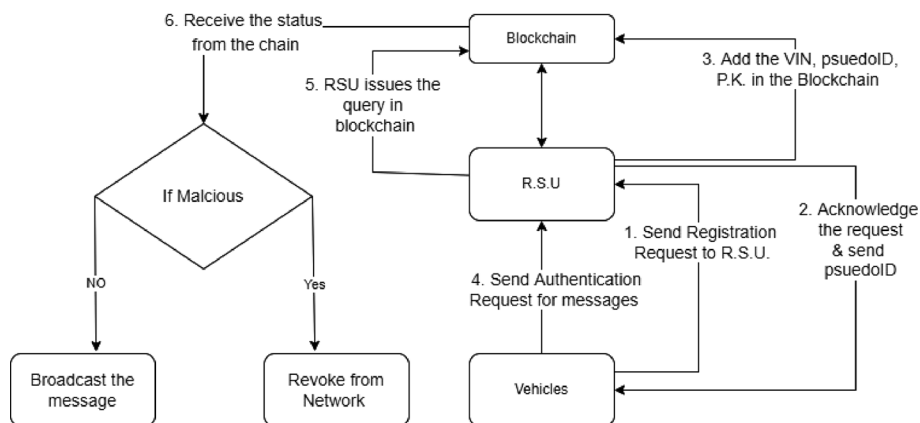 6. Receive the status
from the chain
Blockchain
3. Add the VIN, psuedoID,
P.K. in the Blockchain
5. RSU issues the
query in
blockchain
If Malcious
R.S.U
2. Acknowledge
the request
& send
psuedoID
1. Send Registration
Request to R.S.U.
4. Send Authentication
Request for messages
NO
Yes
Broadcast the
message
Revoke from
Network
Vehicles